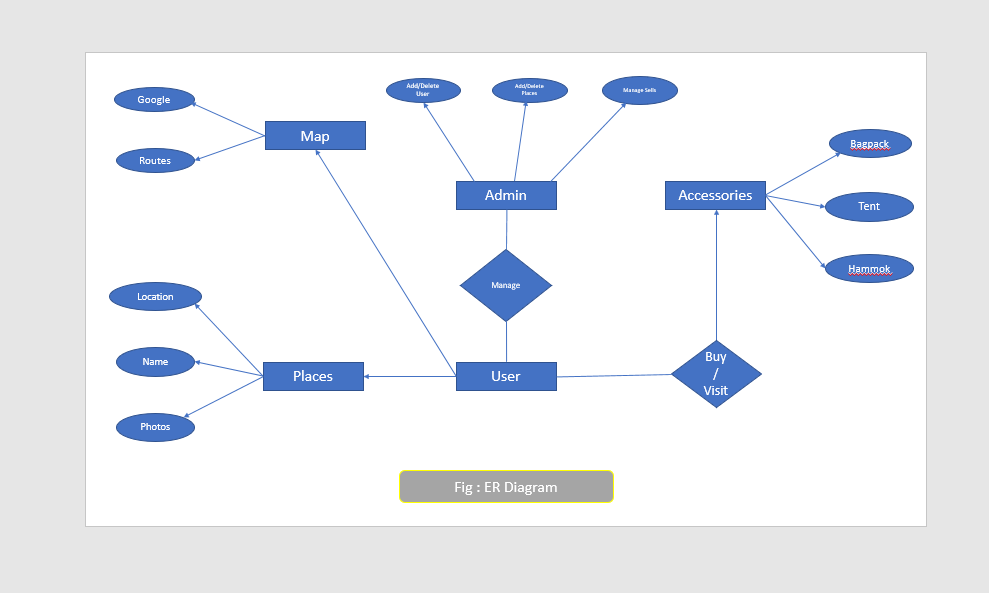 Google
Routes
Map
Add/Delete
User
Add/Delete
Places
Manage Sells
Admin
Accessories
Bagpack
Tent
Hammok
Manage
Location
Name
Photos
Places
User
Buy
/
Visit
Fig : ER Diagram